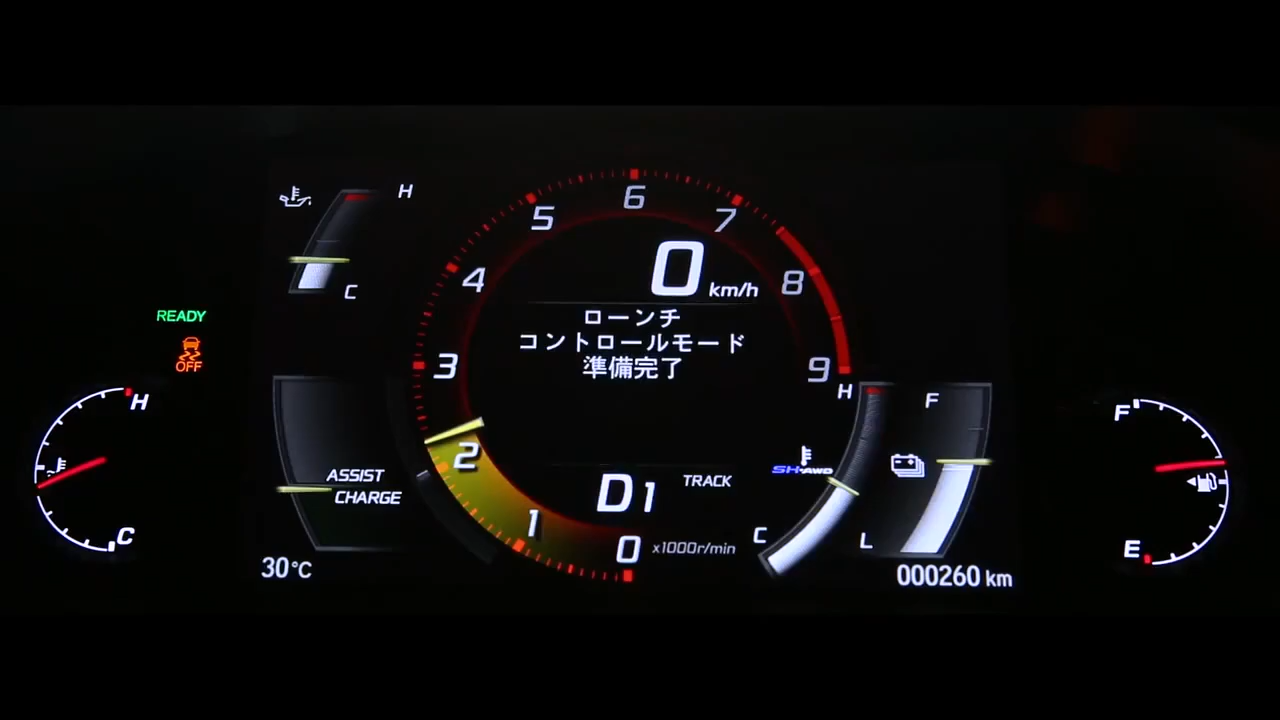 H
C
READY
OFF
H
C
30°C
ASSIST
CHARGE
6
5
7
4
8
3
9
2
1
0
0 km/h
ローンチ
コントロールモード
準備完了
D1
TRACK
x1000r/min
H
SH-AWD
C
F
L
000260 km
F
E